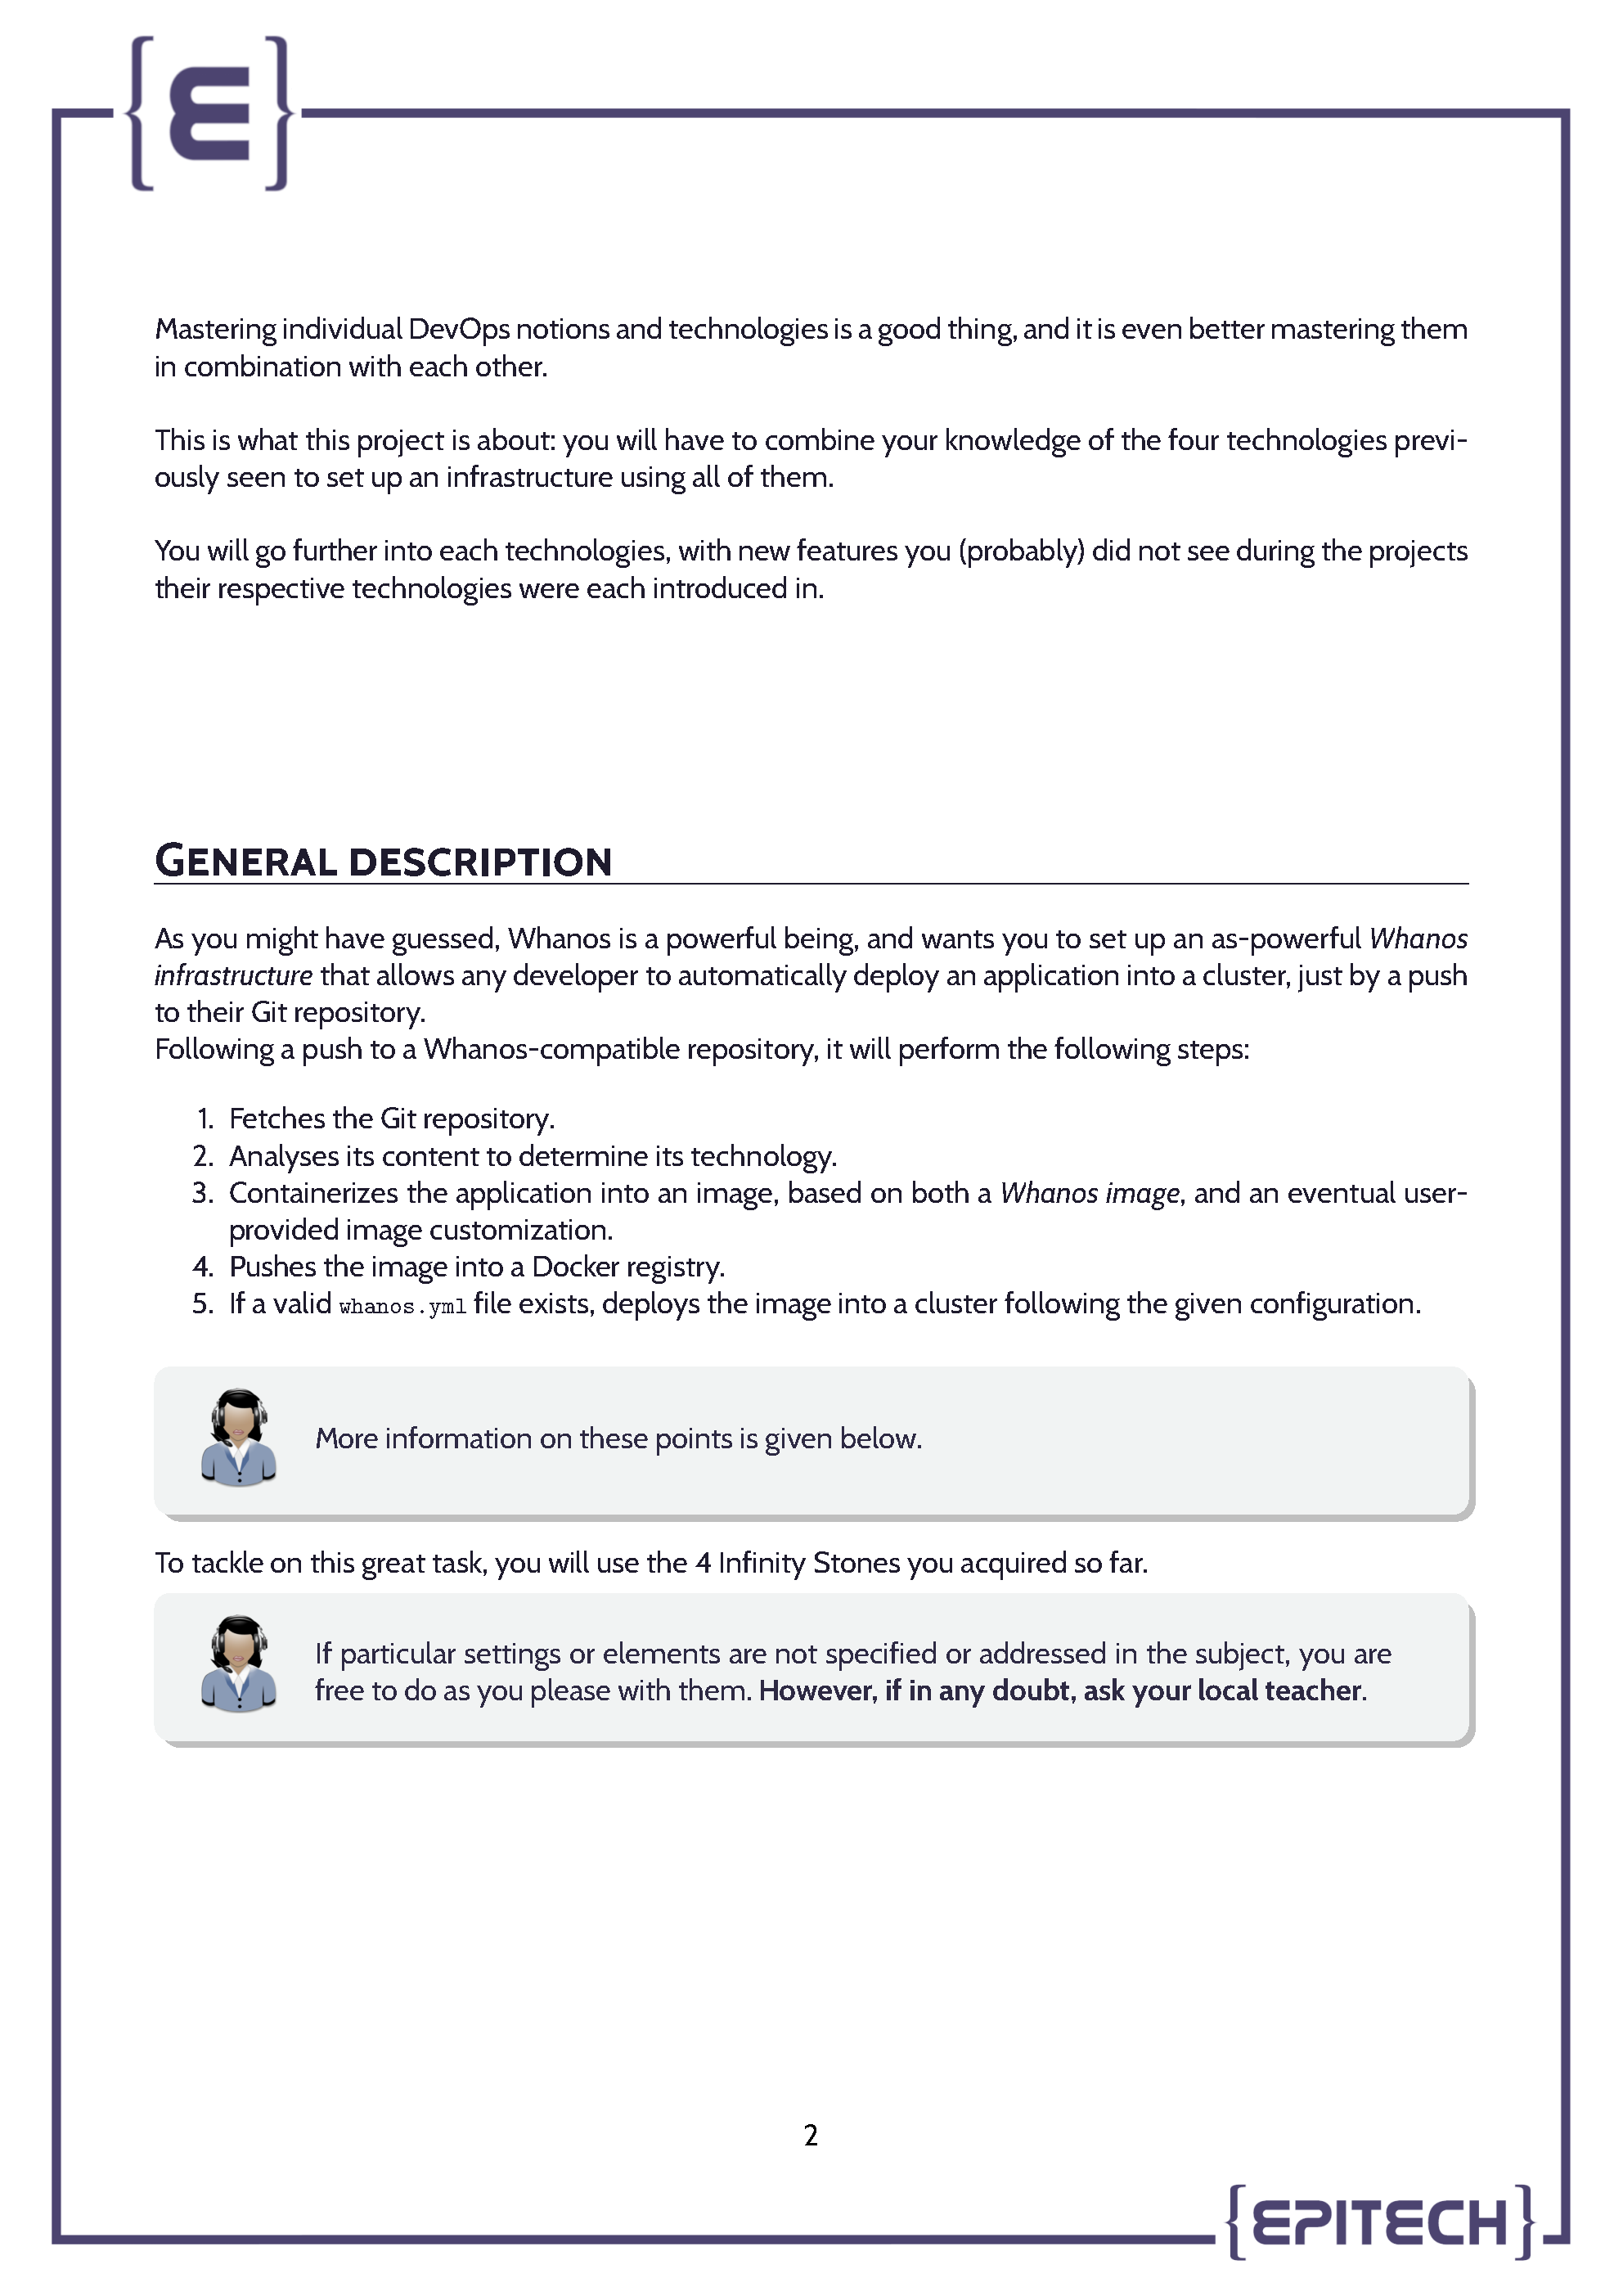 {E}
Mastering individual DevOps notions and technologies is a good thing, and it is even better mastering them
in combination with each other.
This is what this project is about: you will have to combine your knowledge of the four technologies previ-
ously seen to set up an infrastructure using all of them.
You will go further into each technologies, with new features you (probably) did not see during the projects
their respective technologies were each introduced in.
GENERAL DESCRIPTION
As you might have guessed, Whanos is a powerful being, and wants you to set up an as-powerful Whanos
infrastructure that allows any developer to automatically deploy an application into a cluster, just by a push
to their Git repository.
Following a push to a Whanos-compatible repository, it will perform the following steps:
1. Fetches the Git repository.
2. Analyses its content to determine its technology.
3. Containerizes the application into an image, based on both a Whanos image, and an eventual user-
provided image customization.
4. Pushes the image into a Docker registry.
5. If a valid whanos.yml file exists, deploys the image into a cluster following the given configuration.
More information on these points is given below.
To tackle on this great task, you will use the 4 Infinity Stones you acquired so far.
If particular settings or elements are not specified or addressed in the subject, you are
free to do as you please with them. However, if in any doubt, ask your local teacher.
2
{EPITECH}